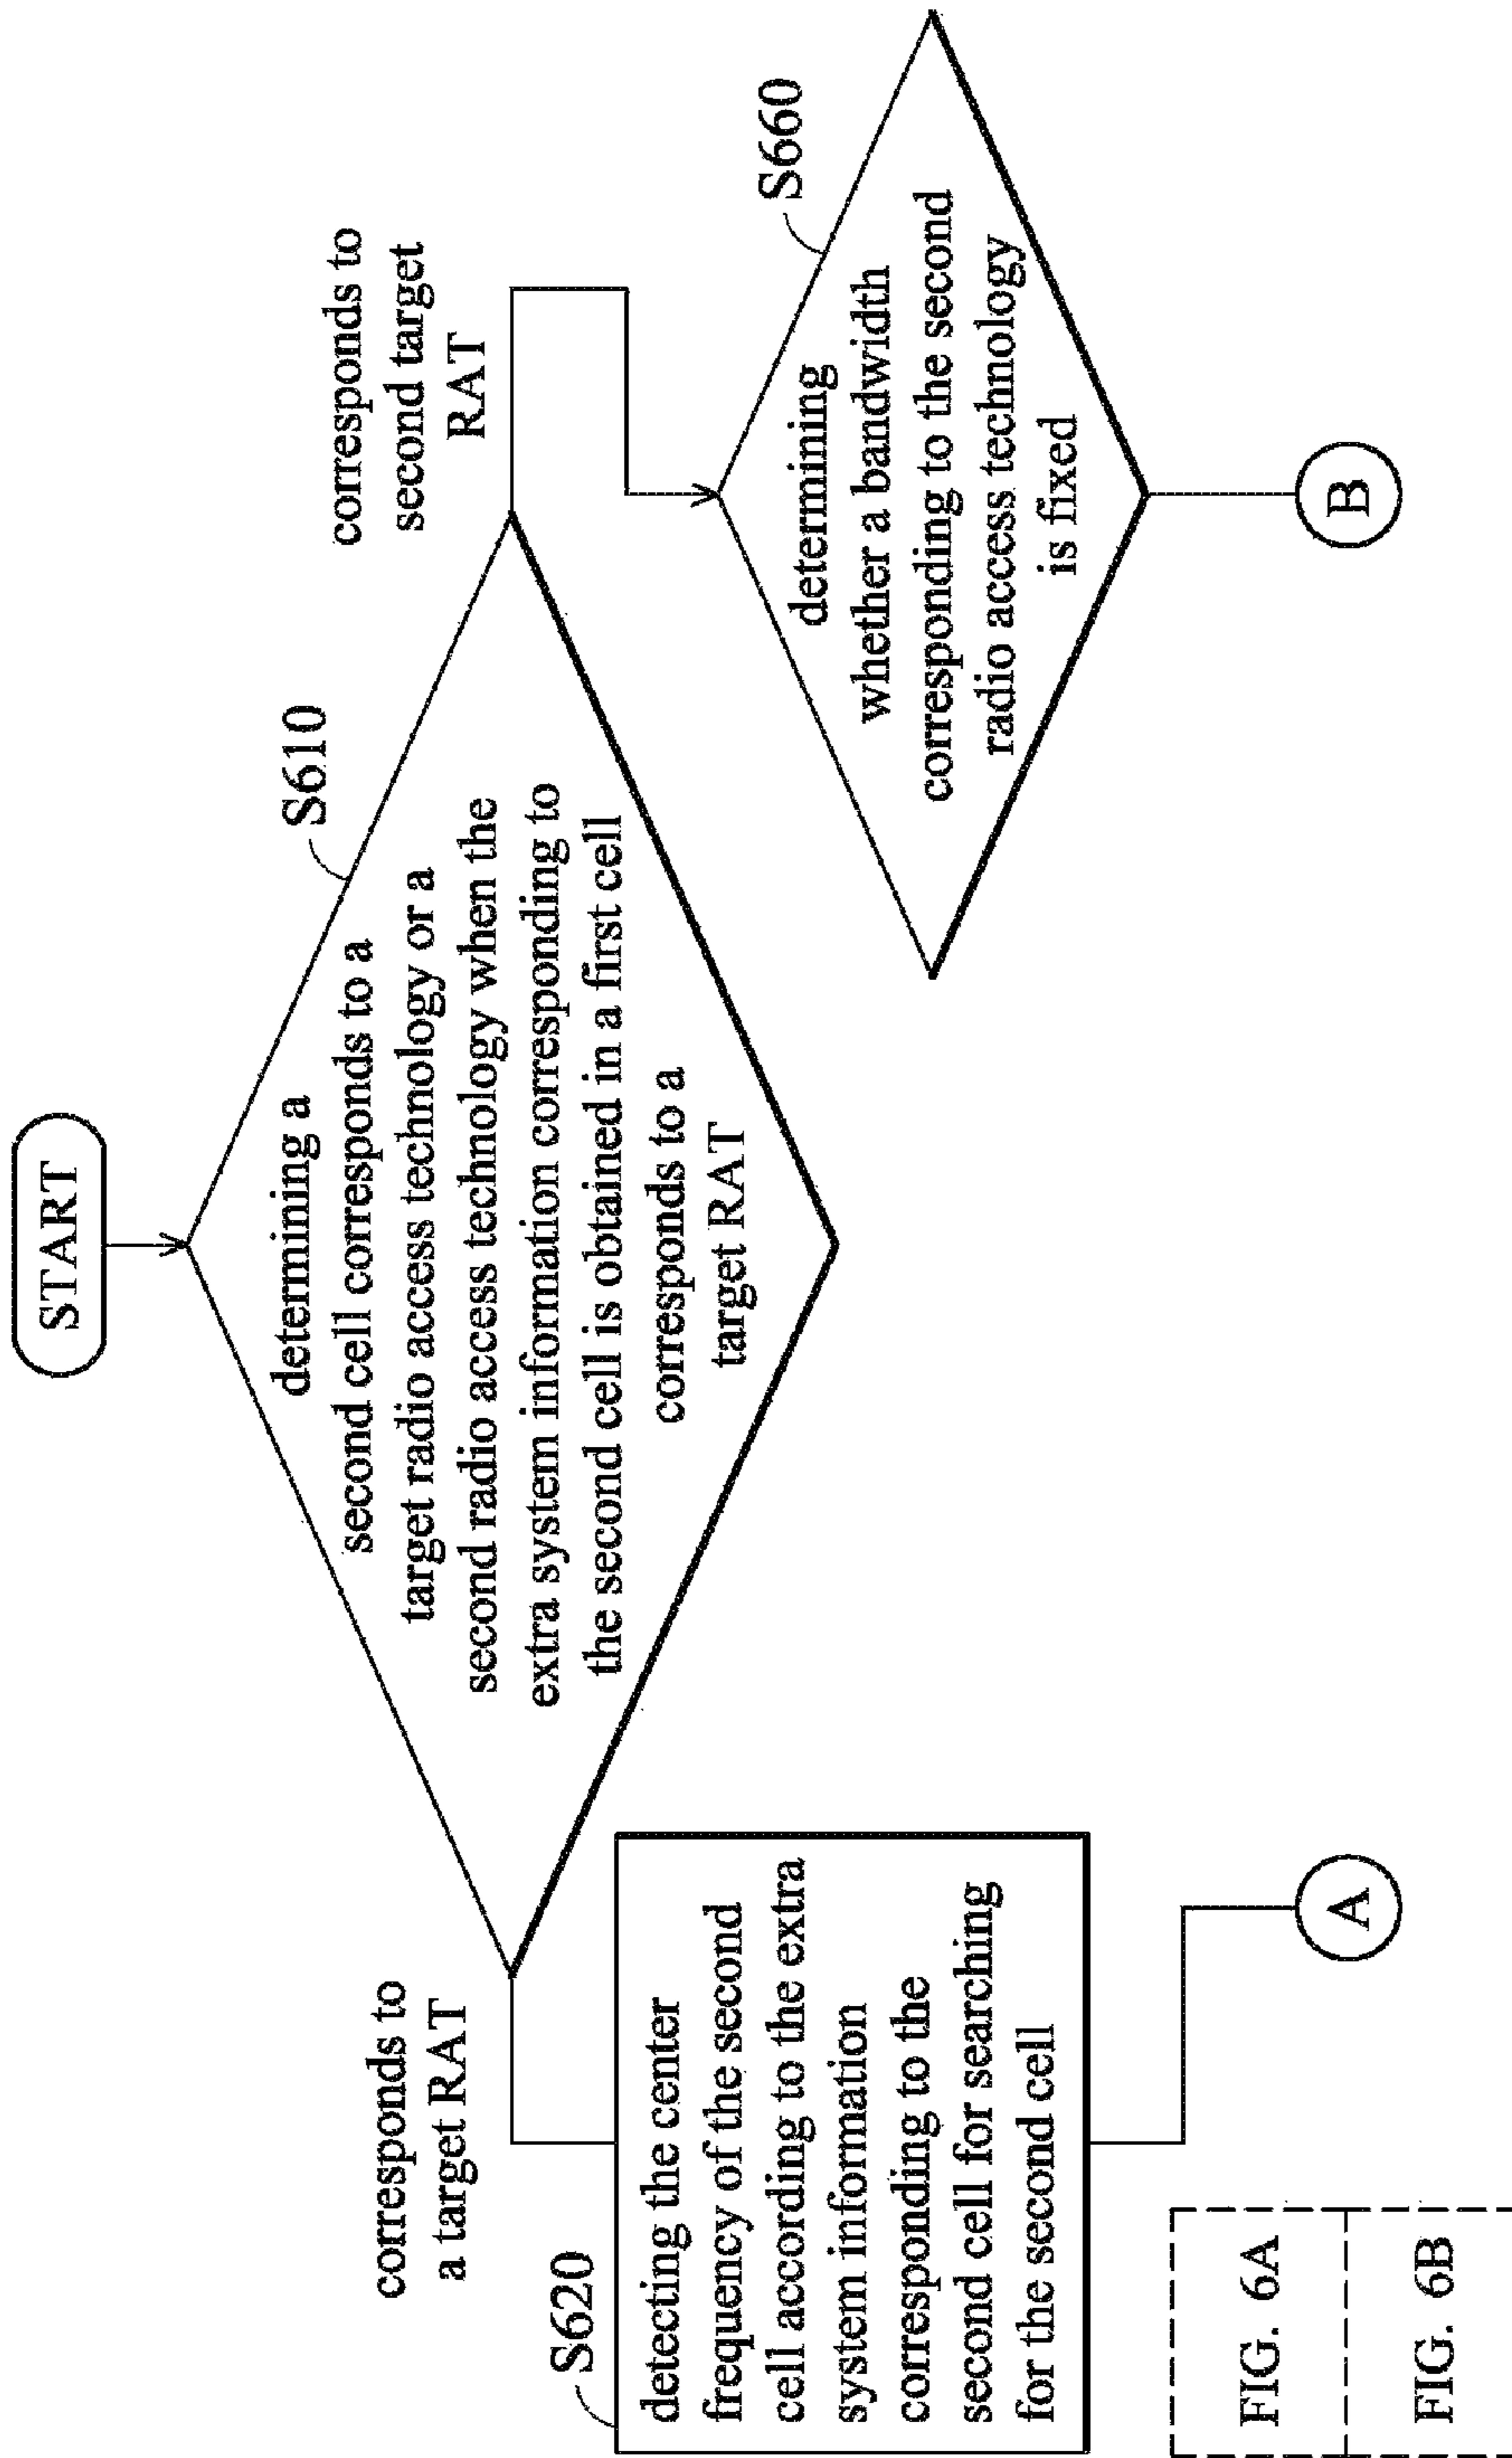 START
S610
determining a
second cell corresponds to a
target radio access technology or a
second radio access technology when the
extra system information corresponding to
the second cell is obtained in a first cell
corresponds to a
target RAT
corresponds to
a target RAT
corresponds to
second target
RAT
S620
detecting the center
frequency of the second
cell according to the extra
system information
corresponding to the
second cell for searching
for the second cell
S660
determining
whether a bandwidth
corresponding to the second
radio access technology
is fixed
A
B
FIG. 6A
FIG. 6B